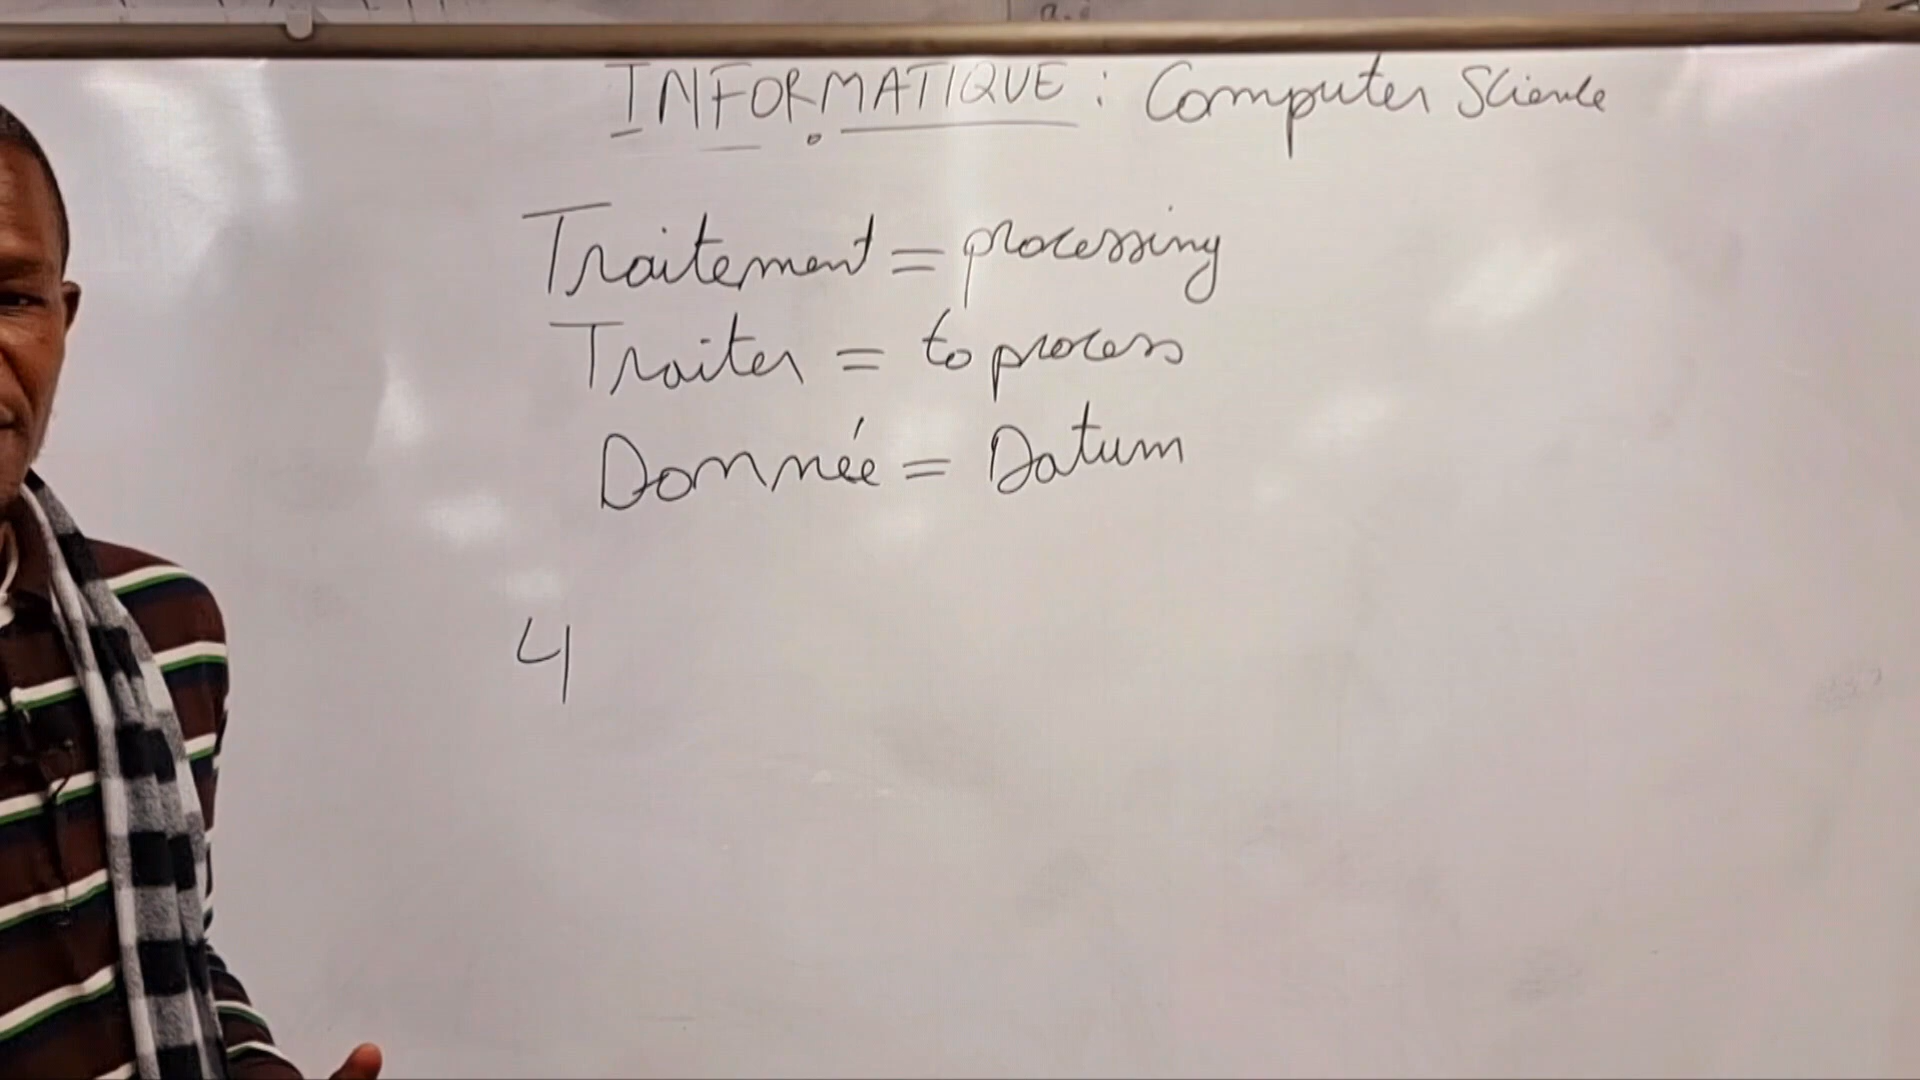 a.
INFORMATIQUE : Computer Science
Traitement = processing
Traiter = to process
Donnée = Datum
4